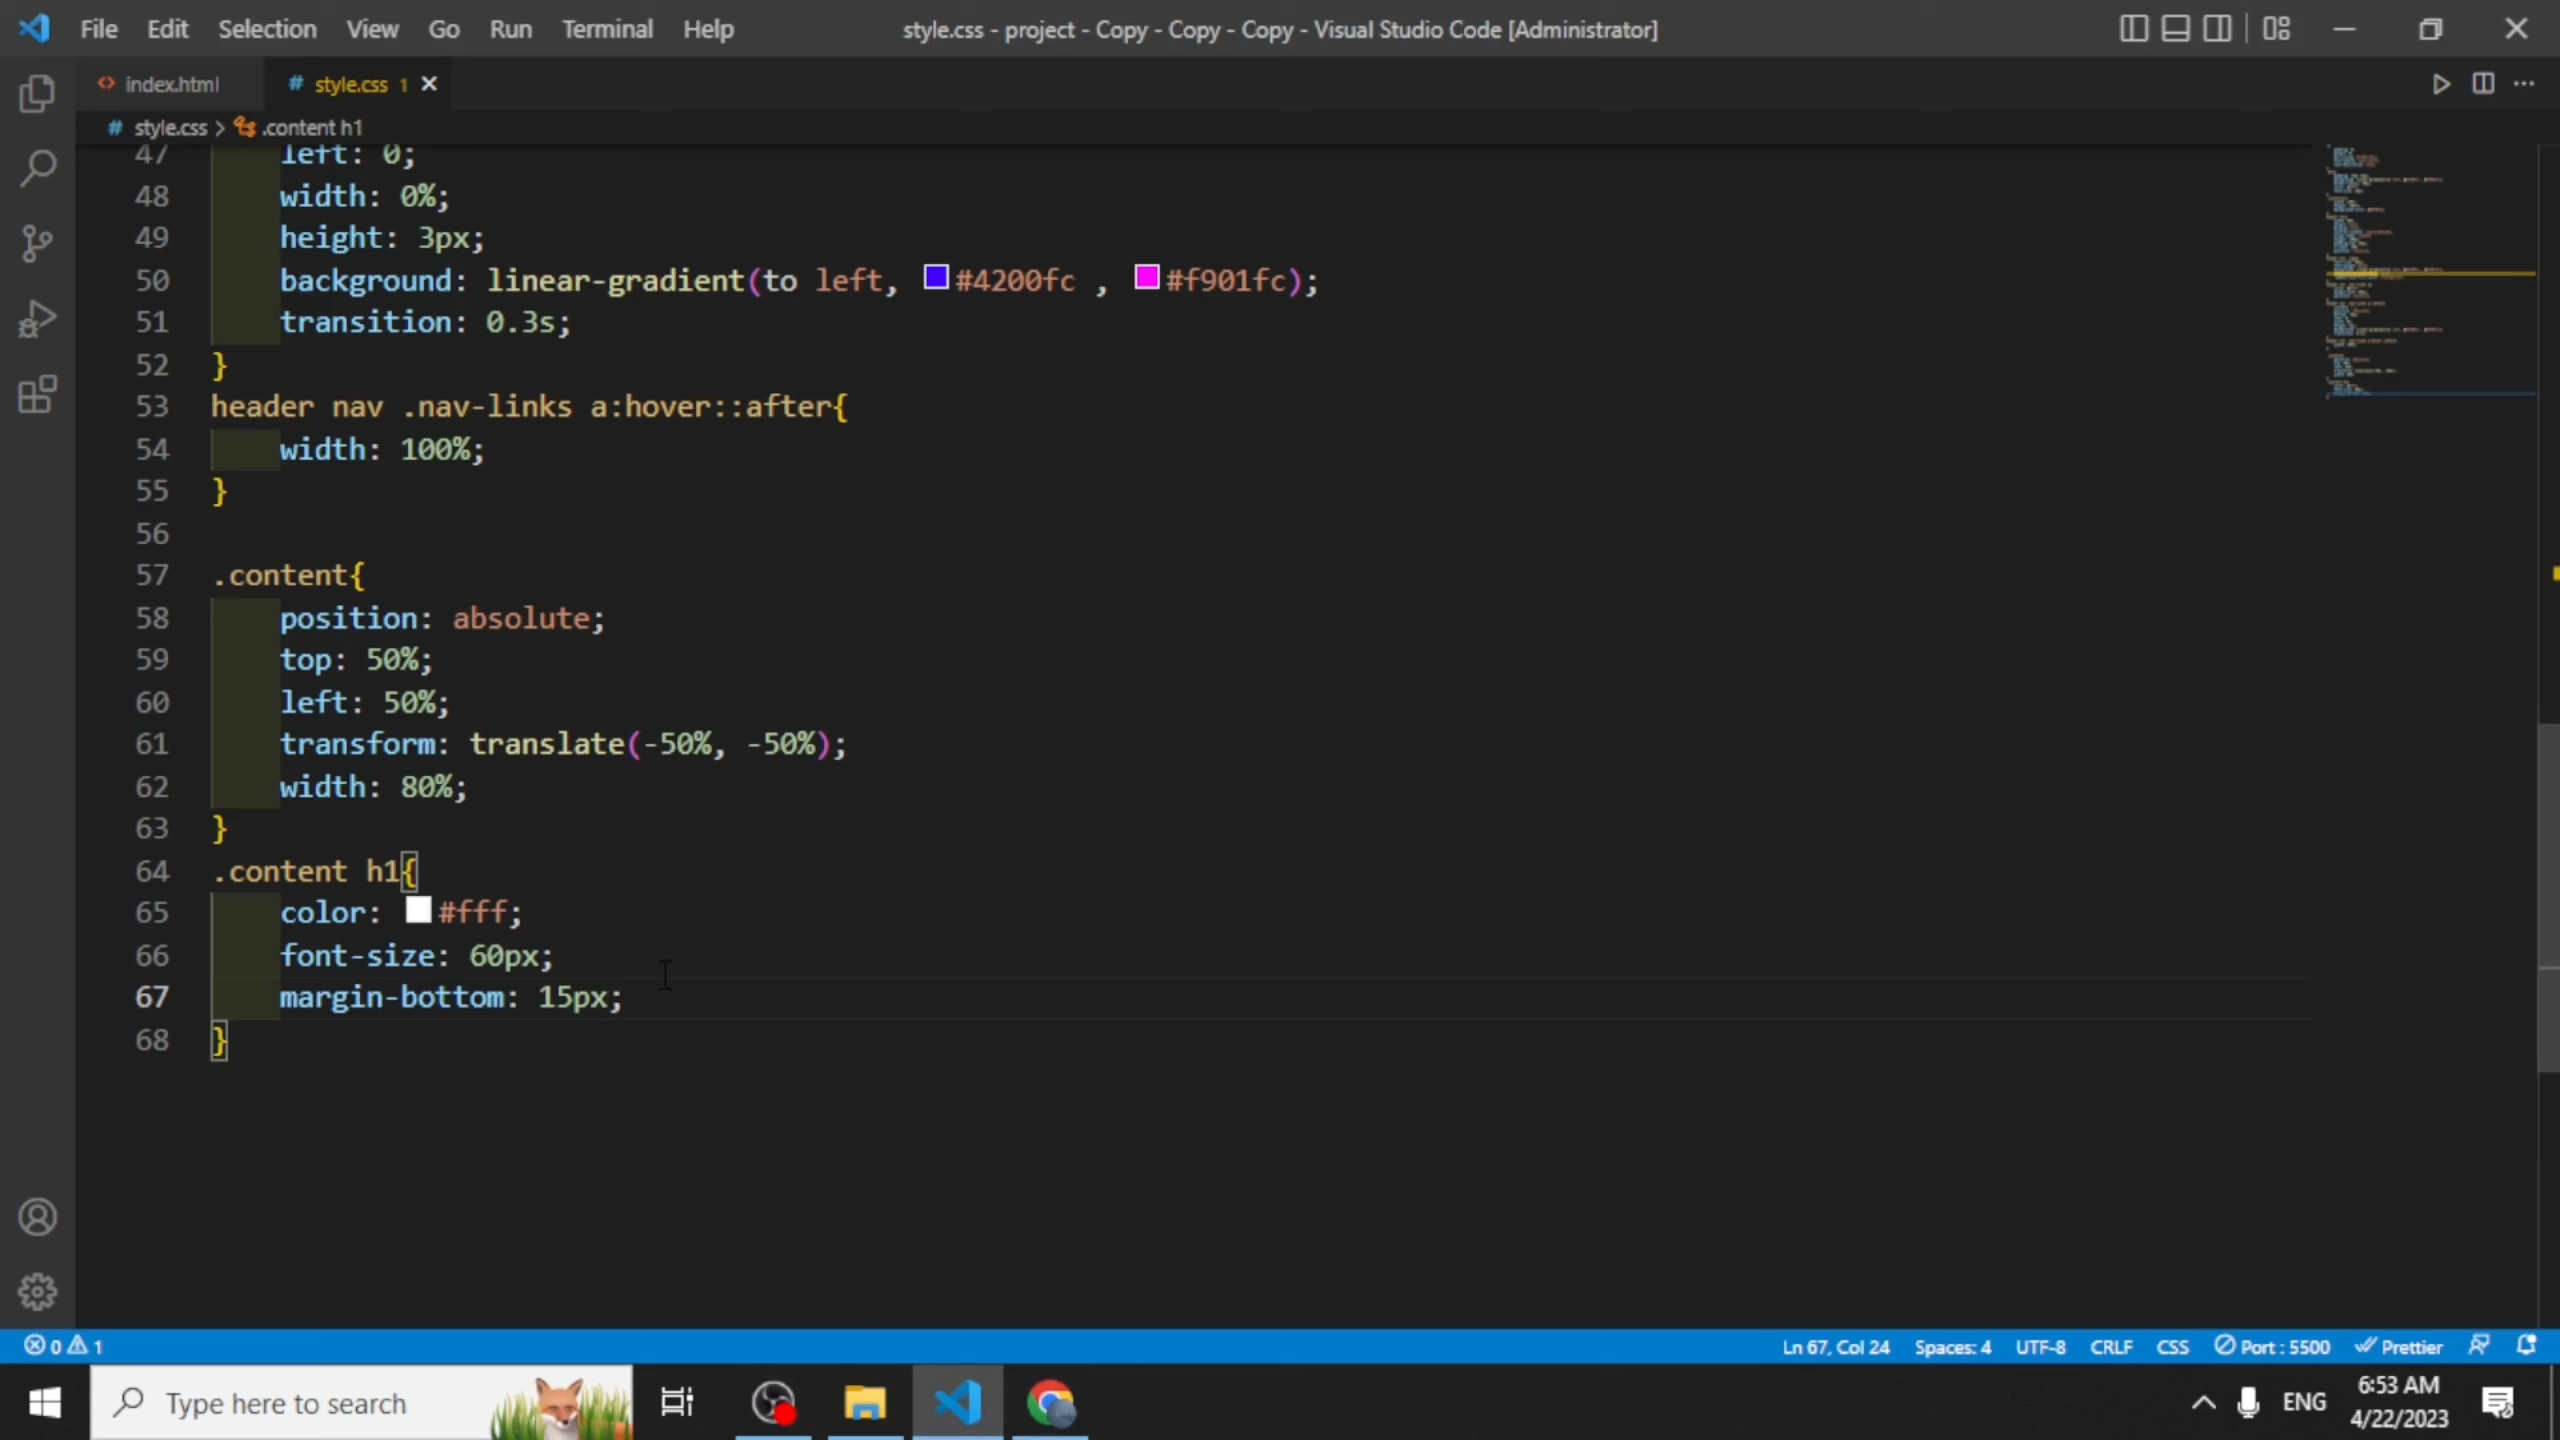 File Edit Selection View Go Run Terminal Help style.css - project - Copy - Copy - Copy - Visual Studio Code [Administrator]
index.html # style.css 1
# style.css > .content h1
47 left: 0;
48 width: 0%;
49 height: 3px;
50 background: linear-gradient(to left, #4200fc , #f901fc);
51 transition: 0.3s;
52 }
53 header nav .nav-links a:hover::after{
54 width: 100%;
55 }
56
57 .content{
58 position: absolute;
59 top: 50%;
60 left: 50%;
61 transform: translate(-50%, -50%);
62 width: 80%;
63 }
64 .content h1{
65 color: #fff;
66 font-size: 60px;
67 margin-bottom: 15px;
68 }
0 1 Ln 67, Col 24 Spaces: 4 UTF-8 CRLF CSS Port : 5500 Prettier
Type here to search ENG 6:53 AM
4/22/2023